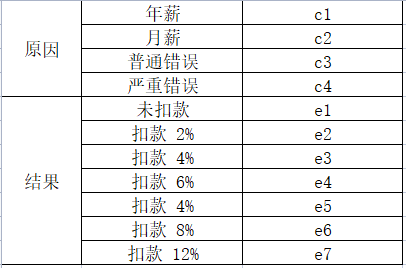 原因
年薪 c1
月薪 c2
普通错误 c3
严重错误 c4
结果
未扣款 e1
扣款 2% e2
扣款 4% e3
扣款 6% e4
扣款 4% e5
扣款 8% e6
扣款 12% e7